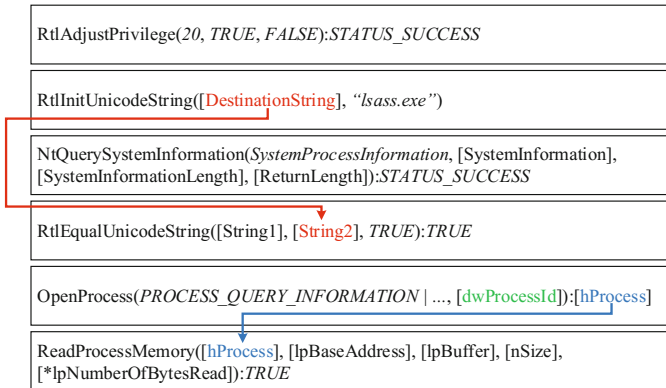 RtlAdjustPrivilege(20, TRUE, FALSE):STATUS_SUCCESS
RtlInitUnicodeString([DestinationString], “lsass.exe”)
NtQuerySystemInformation(SystemProcessInformation, [SystemInformation],
[SystemInformationLength], [ReturnLength]):STATUS_SUCCESS
RtlEqualUnicodeString([String1], [String2], TRUE):TRUE
OpenProcess(PROCESS_QUERY_INFORMATION | ..., [dwProcessId]):[hProcess]
ReadProcessMemory([hProcess], [lpBaseAddress], [lpBuffer], [nSize],
[*lpNumberOfBytesRead]):TRUE